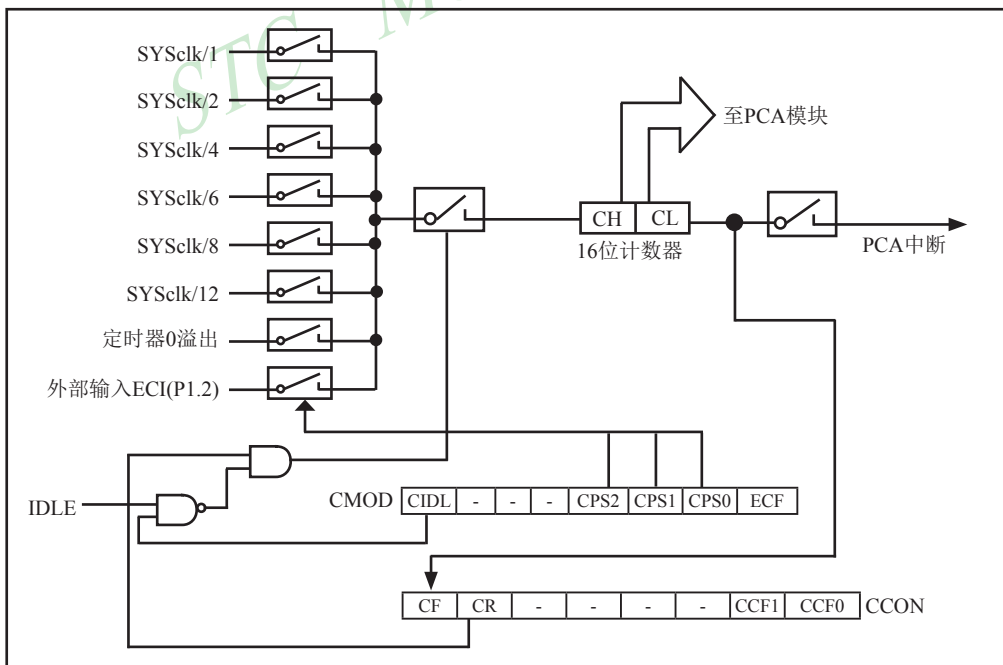 STC M
SYSclk/1
SYSclk/2
SYSclk/4
SYSclk/6
SYSclk/8
SYSclk/12
定时器0溢出
外部输入ECI(P1.2)
至PCA模块
CH CL
16位计数器
PCA中断
IDLE
CMOD CIDL - - - CPS2 CPS1 CPS0 ECF
CF CR - - - - CCF1 CCF0 CCON